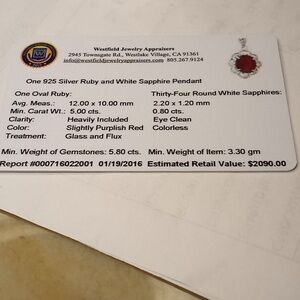 Westfield Jewelry Appraisers
2945 Townsgate Rd, Westlake Village, CA 91361
info@westfieldappraisers.com 805.267.9124
One 925 Silver Ruby and White Sapphire Pendant
One Oval Ruby: Thirty-Four Round White Sapphires:
Avg. Meas.: 12.00 x 10.00 mm 2.20 x 1.20 mm
Min. Carat Wt.: 5.00 cts. 0.80 cts.
Clarity: Heavily Included Eye Clean
Color: Slightly Purplish Red Colorless
Treatment: Glass and Flux
Min. Weight of Gemstones: 5.80 cts. Min. Weight of Item: 3.30 gm
Report #000716022001 01/19/2016 Estimated Retail Value: $2090.00